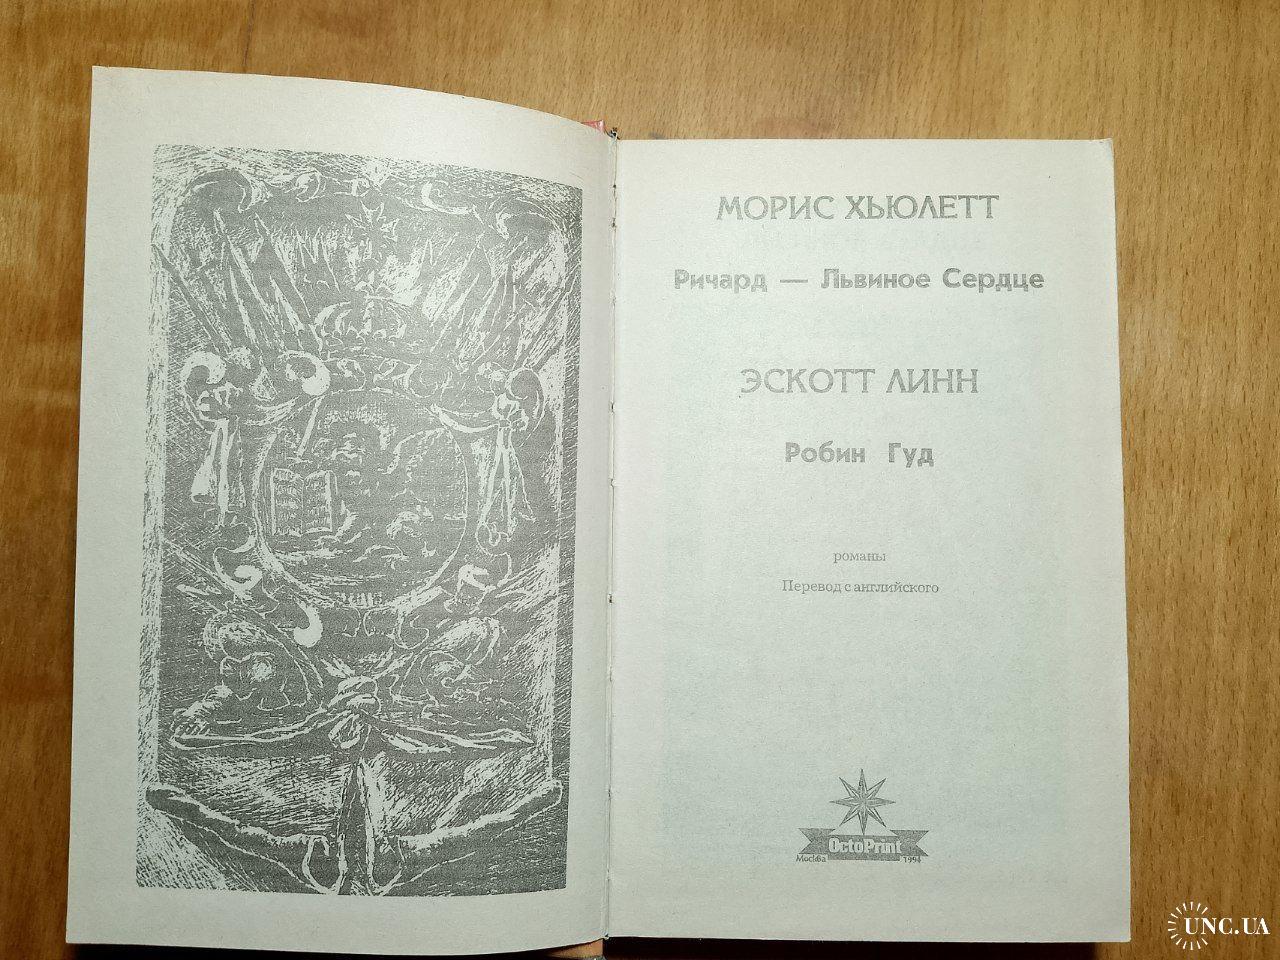 МОРИС ХЬЮЛЕТТ
Ричард — Львиное Сердце
ЭСКОТТ ЛИНН
Робин Гуд
романы
Перевод с английского
OctoPrint
Москва 1994
UNC.UA